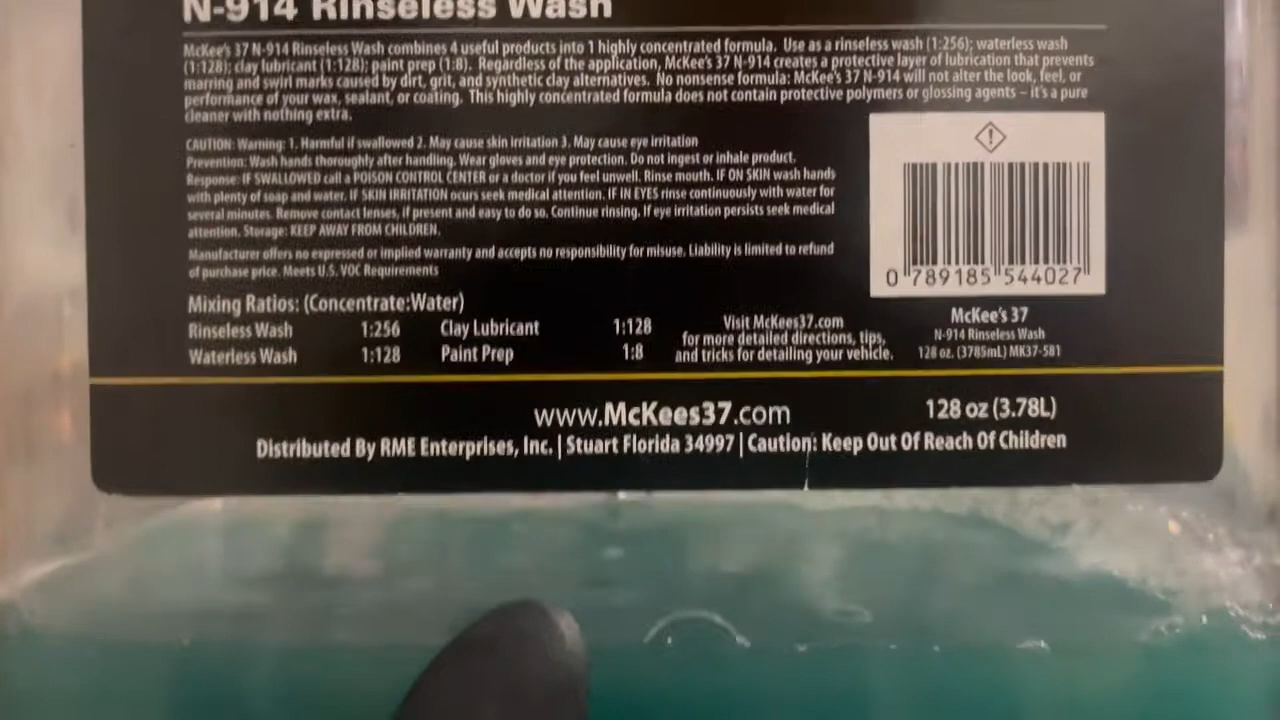 N-914 Rinseless Wash
McKee's 37 N-914 Rinseless Wash combines 4 useful products into 1 highly concentrated formula. Use as a rinseless wash (1:256); waterless wash
(1:128); clay lubricant (1:128); paint prep (1:8). Regardless of the application, McKee's 37 N-914 creates a protective layer of lubrication that prevents
marring and swirl marks caused by dirt, grit, and synthetic clay alternatives. No nonsense formula: McKee's 37 N-914 will not alter the look, feel, or
performance of your wax, sealant, or coating. This highly concentrated formula does not contain protective polymers or glossing agents – it's a pure
cleaner with nothing extra.
CAUTION: Warning: 1. Harmful if swallowed 2. May cause skin irritation 3. May cause eye irritation
Prevention: Wash hands thoroughly after handling. Wear gloves and eye protection. Do not ingest or inhale product.
Response: IF SWALLOWED call a POISON CONTROL CENTER or a doctor if you feel unwell. Rinse mouth. IF ON SKIN wash hands
with plenty of soap and water. IF SKIN IRRITATION ocurs seek medical attention. IF IN EYES rinse continuously with water for
several minutes. Remove contact lenses, if present and easy to do so. Continue rinsing. If eye irritation persists seek medical
attention. Storage: KEEP AWAY FROM CHILDREN.
Manufacturer offers no expressed or implied warranty and accepts no responsibility for misuse. Liability is limited to refund
of purchase price. Meets U.S. VOC Requirements
0 789185 544027
Mixing Ratios: (Concentrate:Water)
Rinseless Wash 1:256 Clay Lubricant 1:128
Waterless Wash 1:128 Paint Prep 1:8
Visit McKees37.com
for more detailed directions, tips,
and tricks for detailing your vehicle.
McKee's 37
N-914 Rinseless Wash
128 oz. (3785mL) MK37-581
www.McKees37.com
128 oz (3.78L)
Distributed By RME Enterprises, Inc. | Stuart Florida 34997 | Caution: Keep Out Of Reach Of Children